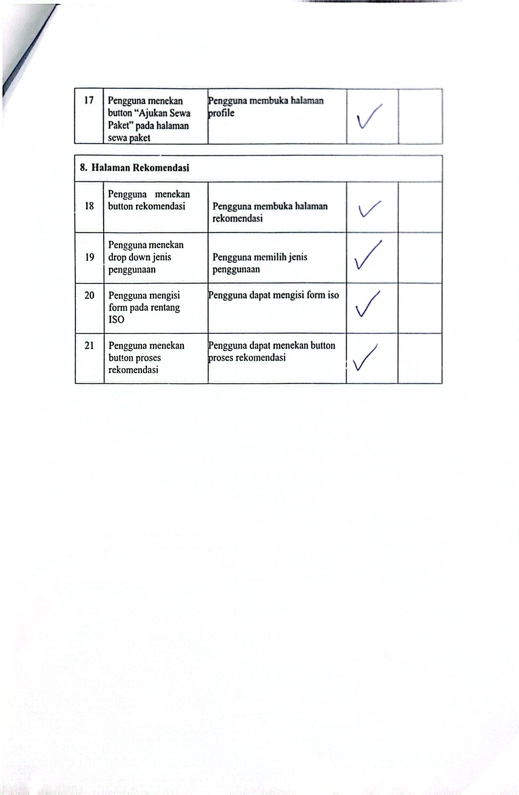 17
Pengguna menekan
button "Ajukan Sewa
Paket" pada halaman
sewa paket
Pengguna membuka halaman
profile
8. Halaman Rekomendasi
18
Pengguna menekan
button rekomendasi
Pengguna membuka halaman
rekomendasi
19
Pengguna menekan
drop down jenis
penggunaan
Pengguna memilih jenis
penggunaan
20
Pengguna mengisi
form pada rentang
ISO
Pengguna dapat mengisi form iso
21
Pengguna menekan
button proses
rekomendasi
Pengguna dapat menekan button
proses rekomendasi